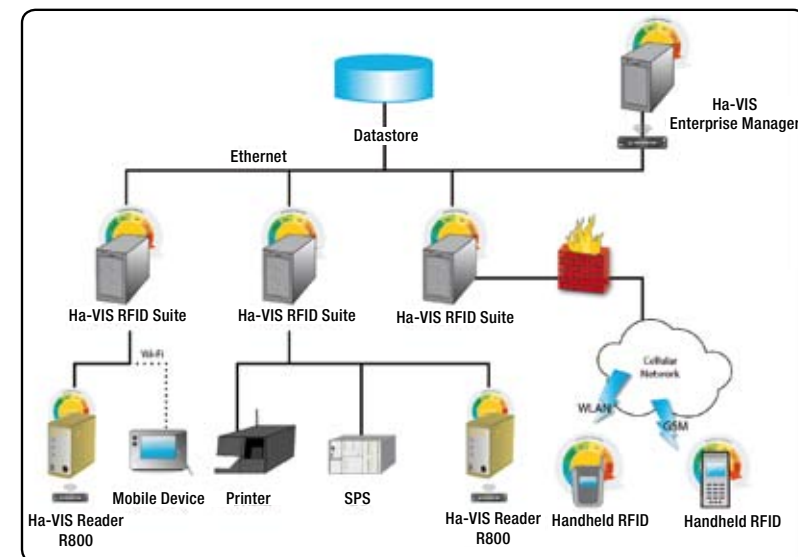 Ha-VIS
Enterprise Manager
Datastore
Ethernet
Ha-VIS RFID Suite
Ha-VIS RFID Suite
Ha-VIS RFID Suite
Wi-Fi
Cellular
Network
WLAN
GSM
Mobile Device
Printer
SPS
Ha-VIS Reader
R800
Ha-VIS Reader
R800
Handheld RFID
Handheld RFID